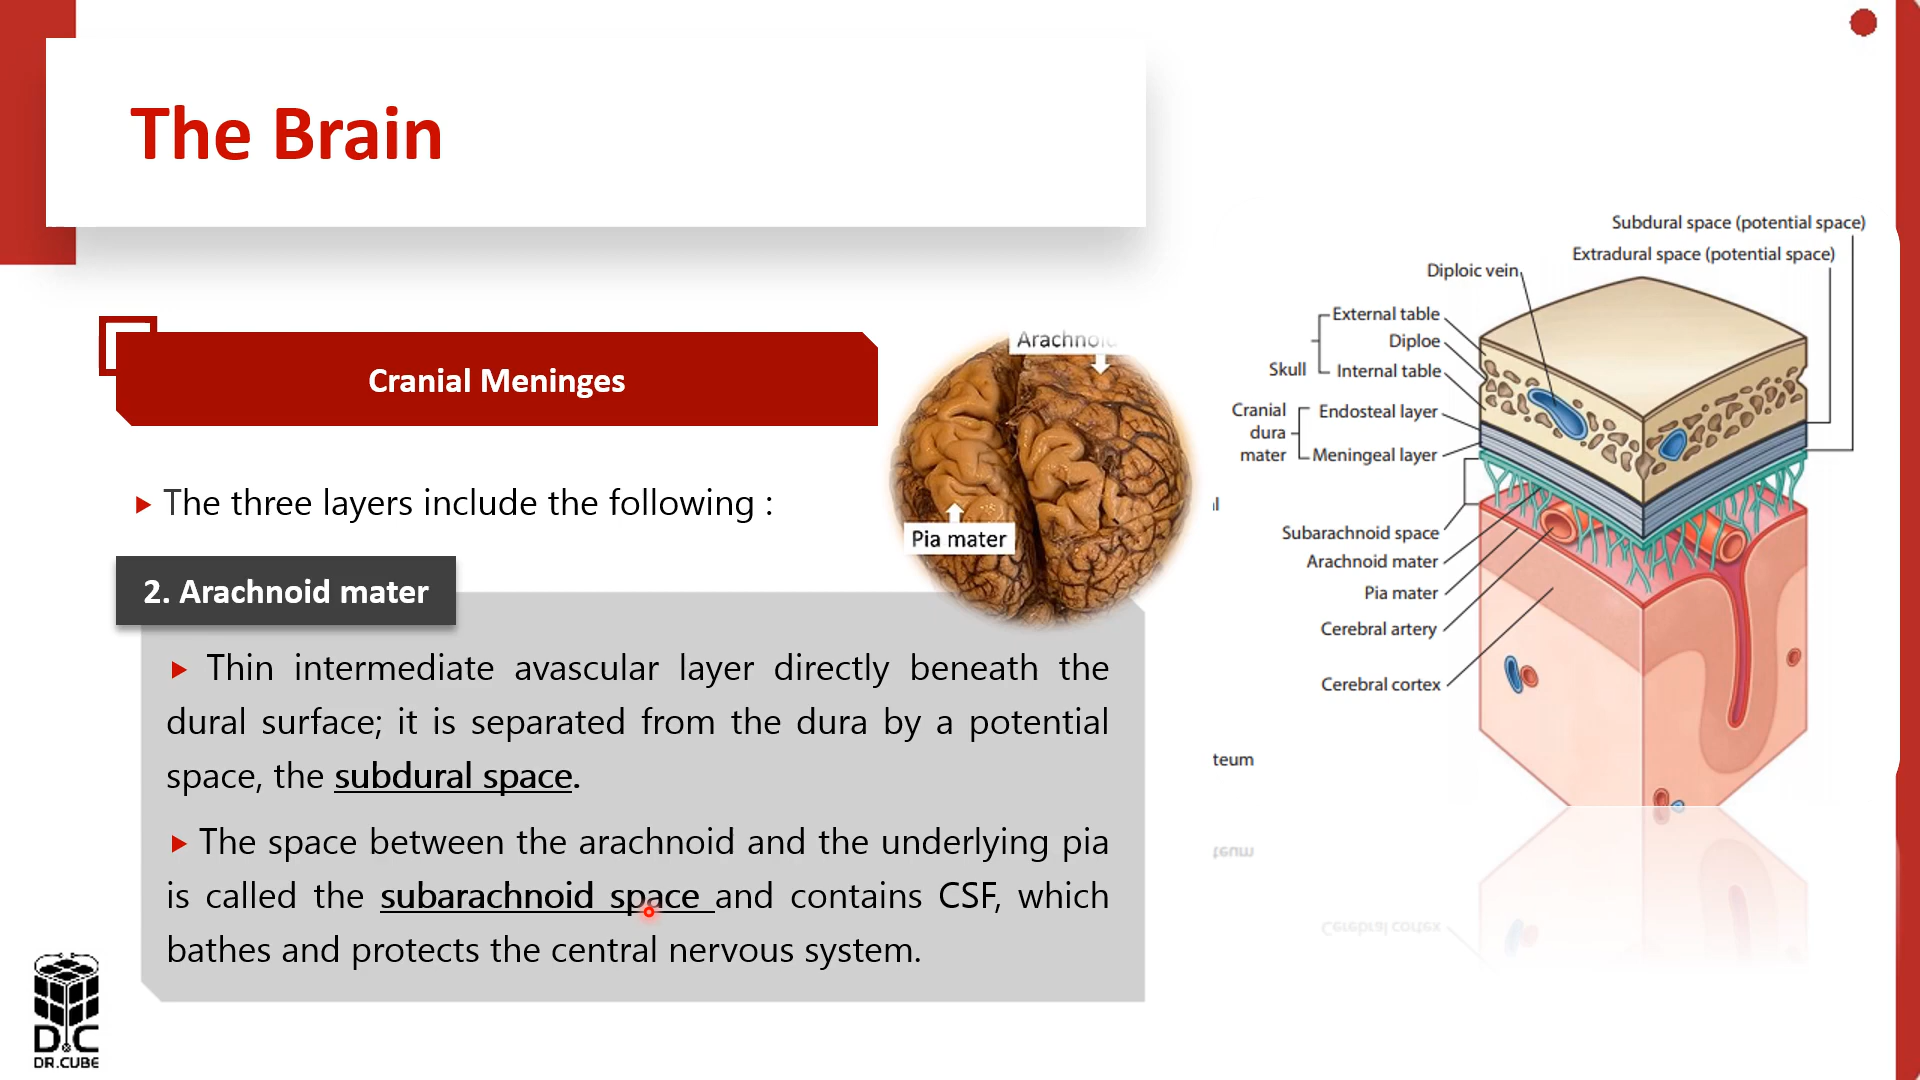 The Brain
Cranial Meninges
The three layers include the following :
2. Arachnoid mater
Thin intermediate avascular layer directly beneath the
dural surface; it is separated from the dura by a potential
space, the subdural space.
The space between the arachnoid and the underlying pia
is called the subarachnoid space and contains CSF, which
bathes and protects the central nervous system.
Arachnoid
Pia mater
Subdural space (potential space)
Extradural space (potential space)
Diploic vein
External table
Diploe
Skull
Internal table
Cranial
dura
mater
Endosteal layer
Meningeal layer
Subarachnoid space
Arachnoid mater
Pia mater
Cerebral artery
Cerebral cortex
teum
D C
DR.CUBE